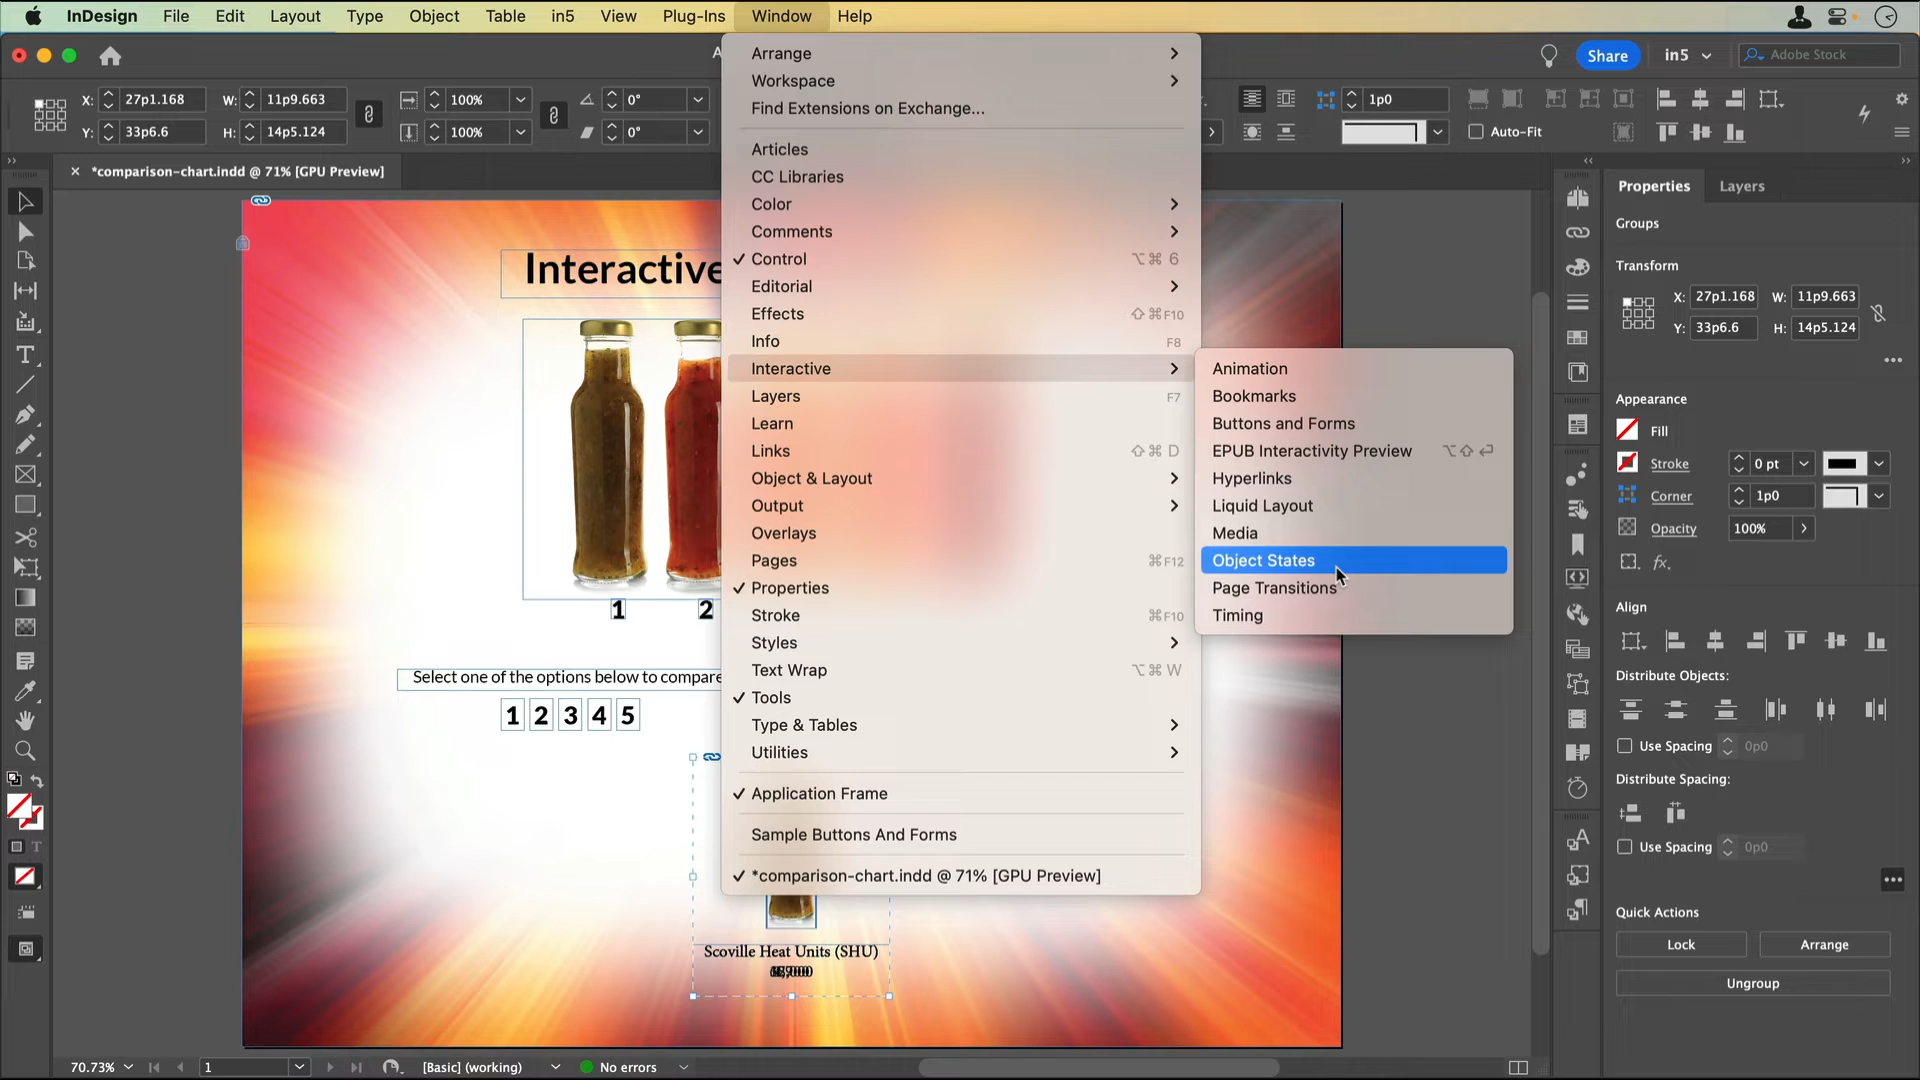 InDesign File Edit Layout Type Object Table in5 View Plug-Ins Window Help
Share in5 Adobe Stock
X: 27p1.168 W: 11p9.663 100% 0° 1p0
Y: 33p6.6 H: 14p5.124 100% 0° Auto-Fit
*comparison-chart.indd @ 71% [GPU Preview]
Interactive
1 2
Select one of the options below to compare
1 2 3 4 5
Scoville Heat Units (SHU)
Arrange
Workspace
Find Extensions on Exchange...
Articles
CC Libraries
Color
Comments
✓ Control ⌥⌘ 6
Editorial
Effects ⇧⌘F10
Info F8
Interactive
Layers F7
Learn
Links ⇧⌘ D
Object & Layout
Output
Overlays
Pages ⌘F12
✓ Properties
Stroke ⌘F10
Styles
Text Wrap ⌥⌘ W
✓ Tools
Type & Tables
Utilities
✓ Application Frame
Sample Buttons And Forms
✓ *comparison-chart.indd @ 71% [GPU Preview]
Animation
Bookmarks
Buttons and Forms
EPUB Interactivity Preview ⌥⇧⏎
Hyperlinks
Liquid Layout
Media
Object States
Page Transitions
Timing
Properties Layers
Groups
Transform
X: 27p1.168 W: 11p9.663
Y: 33p6.6 H: 14p5.124
Appearance
Fill
Stroke 0 pt
Corner 1p0
Opacity 100%
fx.
Align
Distribute Objects:
Use Spacing 0p0
Distribute Spacing:
Use Spacing 0p0
Quick Actions
Lock Arrange
Ungroup
70.73% 1 [Basic] (working) No errors